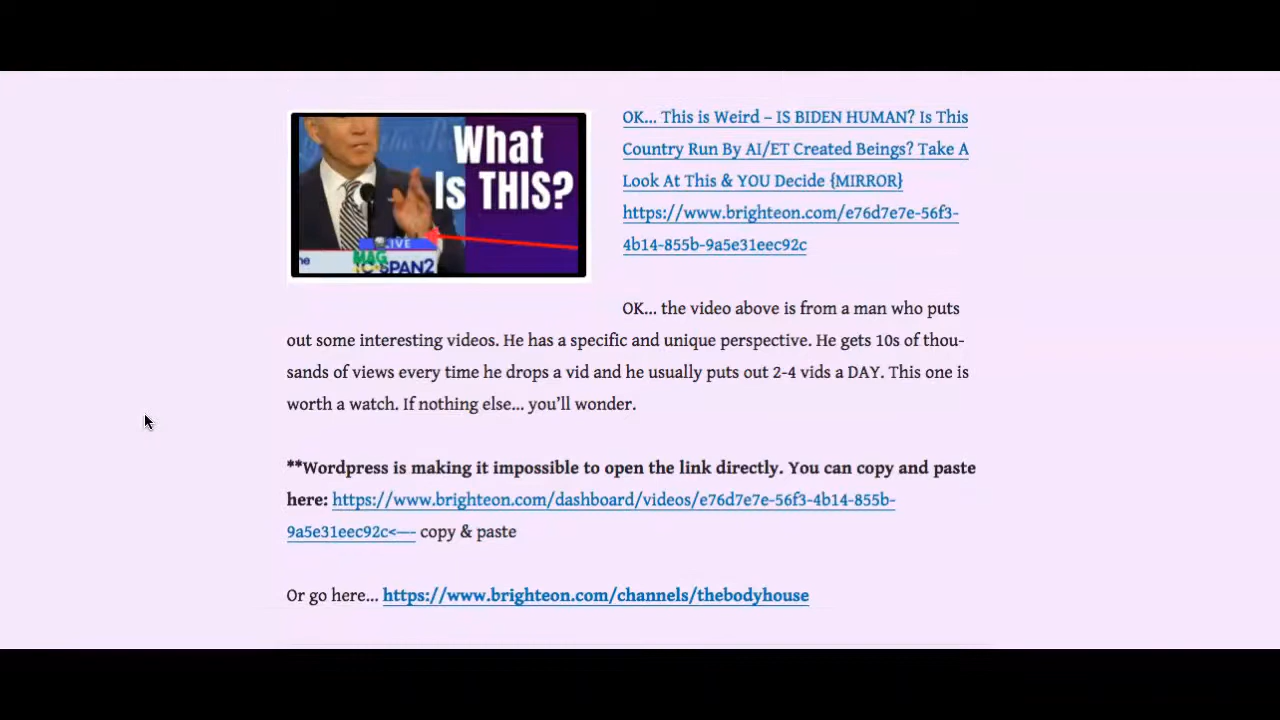 What
Is THIS?
LIVE
MAG
C-SPAN2
OK... This is Weird – IS BIDEN HUMAN? Is This
Country Run By AI/ET Created Beings? Take A
Look At This & YOU Decide {MIRROR}
https://www.brighteon.com/e76d7e7e-56f3-
4b14-855b-9a5e31eec92c
OK... the video above is from a man who puts
out some interesting videos. He has a specific and unique perspective. He gets 10s of thou-
sands of views every time he drops a vid and he usually puts out 2-4 vids a DAY. This one is
worth a watch. If nothing else... you’ll wonder.
**Wordpress is making it impossible to open the link directly. You can copy and paste
here: https://www.brighteon.com/dashboard/videos/e76d7e7e-56f3-4b14-855b-
9a5e31eec92c<—- copy & paste
Or go here... https://www.brighteon.com/channels/thebodyhouse